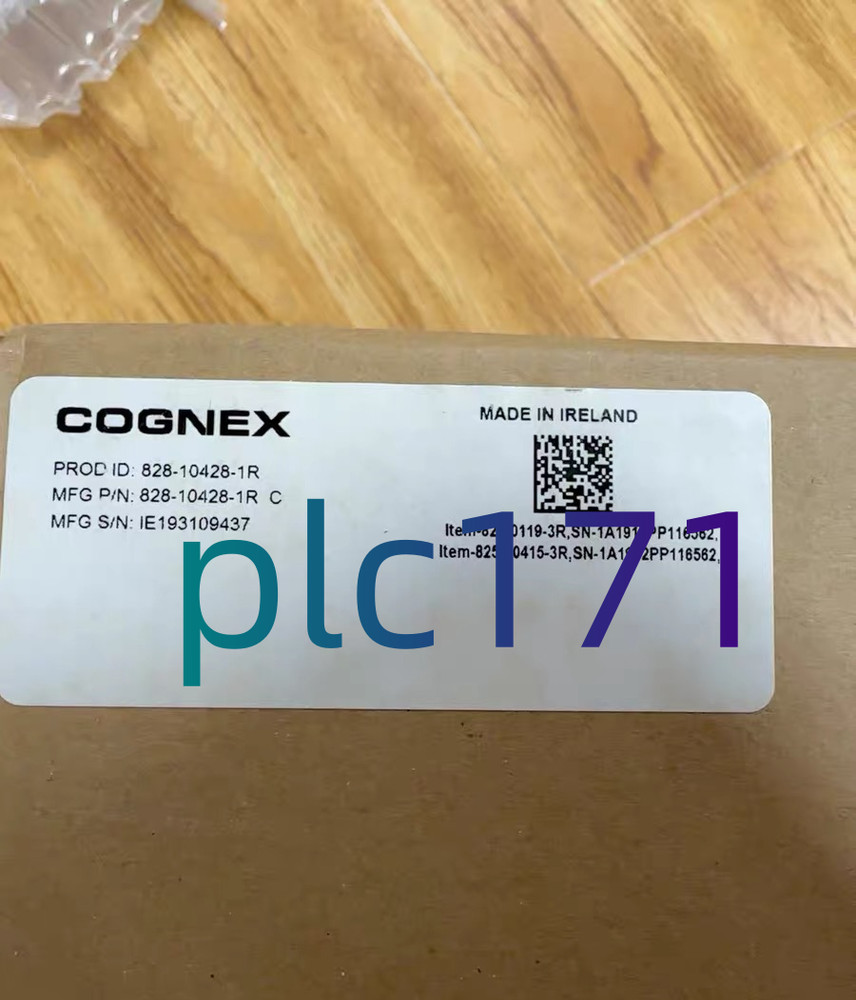 COGNEX
PROD ID: 828-10428-1R
MFG P/N: 828-10428-1R C
MFG S/N: IE193109437
MADE IN IRELAND
plc171